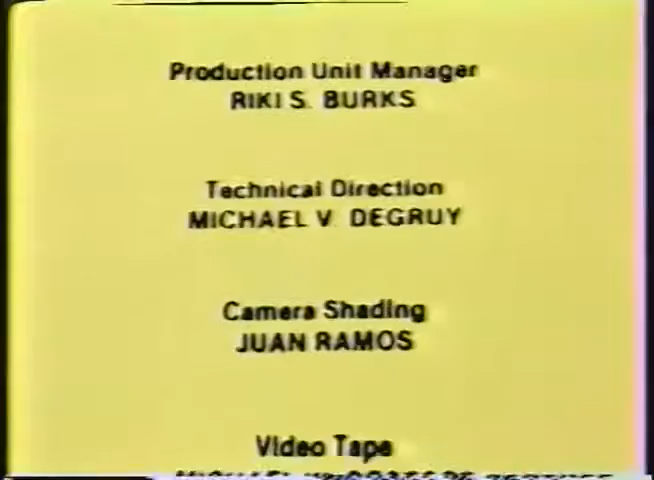 Production Unit Manager
RIKI S. BURKS
Technical Direction
MICHAEL V. DEGRUY
Camera Shading
JUAN RAMOS
Video Tape